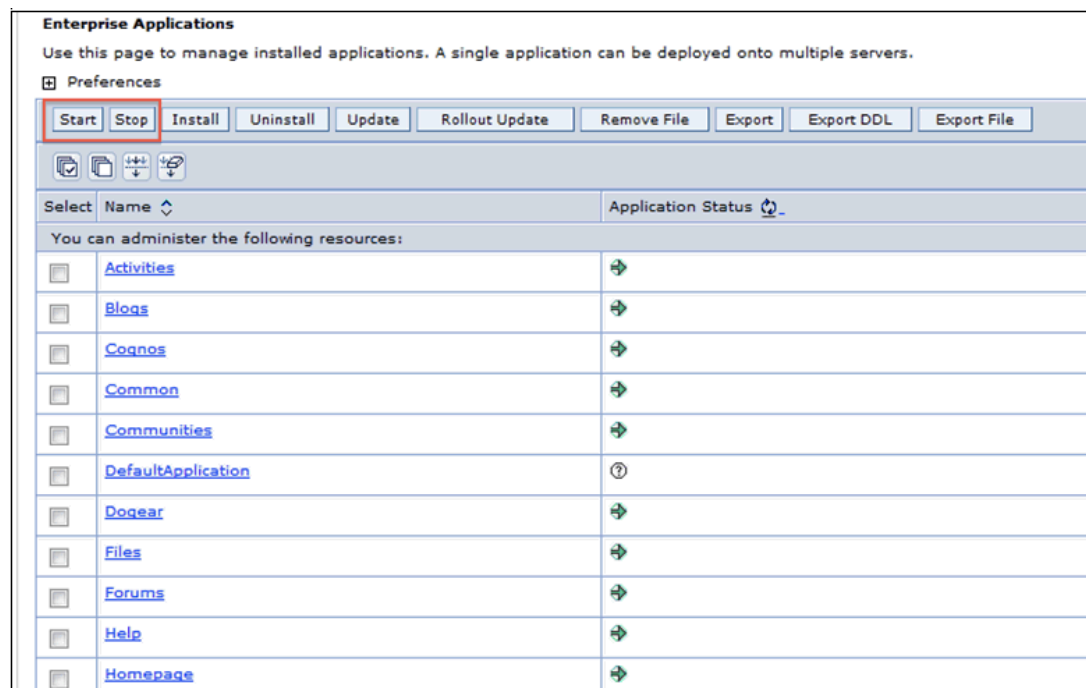 Enterprise Applications
Use this page to manage installed applications. A single application can be deployed onto multiple servers.
Preferences
Start Stop Install Uninstall Update Rollout Update Remove File Export Export DDL Export File
Select Name Application Status
You can administer the following resources:
Activities
Blogs
Cognos
Common
Communities
DefaultApplication
Dogear
Files
Forums
Help
Homepage